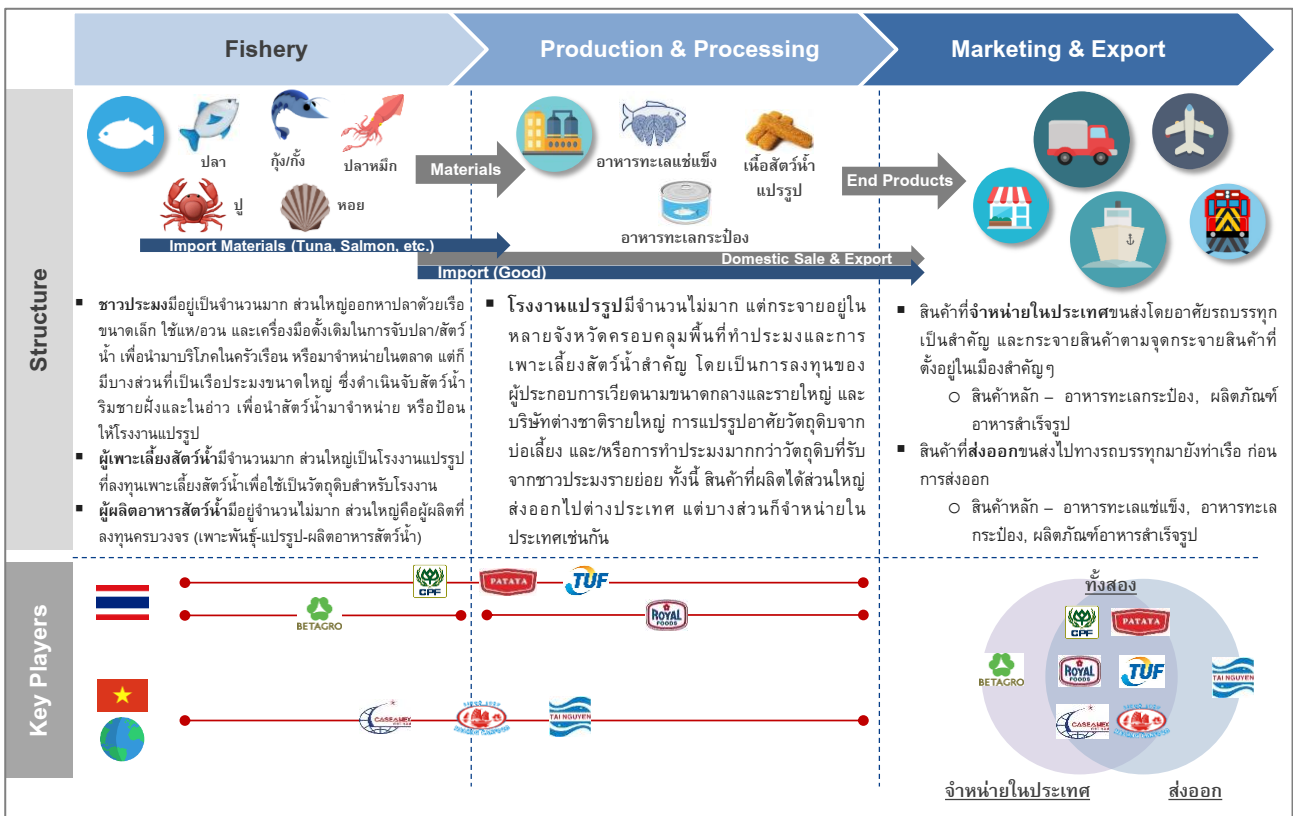 Fishery
Production & Processing
Marketing & Export
Structure
ปลา
กุ้ง/กั้ง
ปลาหมึก
ปู
หอย
Materials
Import Materials (Tuna, Salmon, etc.)
อาหารทะเลแช่แข็ง
เนื้อสัตว์น้ำ
แปรรูป
อาหารทะเลกระป๋อง
End Products
Domestic Sale & Export
Import (Good)
▪ ชาวประมงมีอยู่เป็นจำนวนมาก ส่วนใหญ่ออกหาปลาด้วยเรือ
ขนาดเล็ก ใช้แห/อวน และเครื่องมือดั้งเดิมในการจับปลา/สัตว์
น้ำ เพื่อนำมาบริโภคในครัวเรือน หรือมาจำหน่ายในตลาด แต่ก็
มีบางส่วนที่เป็นเรือประมงขนาดใหญ่ ซึ่งดำเนินจับสัตว์น้ำ
ริมชายฝั่งและในอ่าว เพื่อนำสัตว์น้ำมาจำหน่าย หรือป้อน
ให้โรงงานแปรรูป
▪ ผู้เพาะเลี้ยงสัตว์น้ำมีจำนวนมาก ส่วนใหญ่เป็นโรงงานแปรรูป
ที่ลงทุนเพาะเลี้ยงสัตว์น้ำเพื่อใช้เป็นวัตถุดิบสำหรับโรงงาน
▪ ผู้ผลิตอาหารสัตว์น้ำมีอยู่จำนวนไม่มาก ส่วนใหญ่คือผู้ผลิตที่
ลงทุนครบวงจร (เพาะพันธุ์-แปรรูป-ผลิตอาหารสัตว์น้ำ)
▪ โรงงานแปรรูปมีจำนวนไม่มาก แต่กระจายอยู่ใน
หลายจังหวัดครอบคลุมพื้นที่ทำประมงและการ
เพาะเลี้ยงสัตว์น้ำสำคัญ โดยเป็นการลงทุนของ
ผู้ประกอบการเวียดนามขนาดกลางและรายใหญ่ และ
บริษัทต่างชาติรายใหญ่ การแปรรูปอาศัยวัตถุดิบจาก
บ่อเลี้ยง และ/หรือการทำประมงมากกว่าวัตถุดิบที่รับ
จากชาวประมงรายย่อย ทั้งนี้ สินค้าที่ผลิตได้ส่วนใหญ่
ส่งออกไปต่างประเทศ แต่บางส่วนก็จำหน่ายใน
ประเทศเช่นกัน
▪ สินค้าที่จำหน่ายในประเทศขนส่งโดยอาศัยรถบรรทุก
เป็นสำคัญ และกระจายสินค้าตามจุดกระจายสินค้าที่
ตั้งอยู่ในเมืองสำคัญๆ
o สินค้าหลัก – อาหารทะเลกระป๋อง, ผลิตภัณฑ์
อาหารสำเร็จรูป
▪ สินค้าที่ส่งออกขนส่งไปทางรถบรรทุกมายังท่าเรือ ก่อน
การส่งออก
o สินค้าหลัก – อาหารทะเลแช่แข็ง, อาหารทะเล
กระป๋อง, ผลิตภัณฑ์อาหารสำเร็จรูป
Key Players
CPF
PATAYA
TUF
BETAGRO
ROYAL
FOODS
CASEAMEX
TAI NGUYEN
ทั้งสอง
CPF
PATAYA
BETAGRO
ROYAL
FOODS
TUF
TAI NGUYEN
CASEAMEX
จำหน่ายในประเทศ
ส่งออก